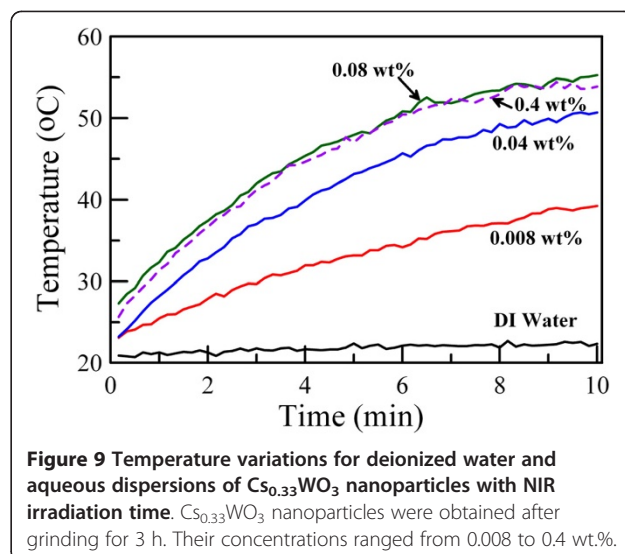 60
50
40
30
20
Temperature (oC)
0.08 wt%
0.4 wt%
0.04 wt%
0.008 wt%
DI Water
0 2 4 6 8 10
Time (min)
Figure 9 Temperature variations for deionized water and
aqueous dispersions of Cs₀.₃₃WO₃ nanoparticles with NIR
irradiation time. Cs₀.₃₃WO₃ nanoparticles were obtained after
grinding for 3 h. Their concentrations ranged from 0.008 to 0.4 wt.%.